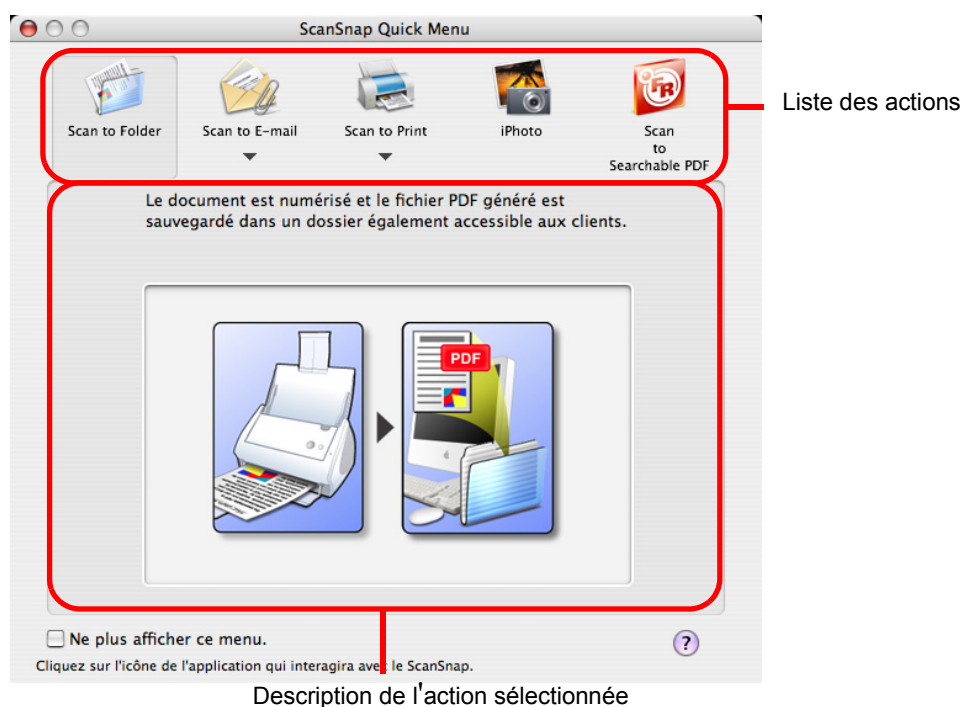 ScanSnap Quick Menu
Liste des actions
Scan to Folder
Scan to E-mail
Scan to Print
iPhoto
Scan
to
Searchable PDF
Le document est numérisé et le fichier PDF généré est
sauvegardé dans un dossier également accessible aux clients.
PDF
Ne plus afficher ce menu.
?
Cliquez sur l'icône de l'application qui interagira avec le ScanSnap.
Description de l'action sélectionnée